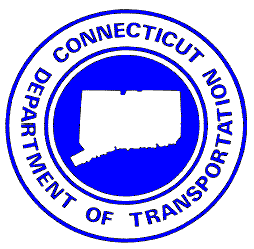 CONNECTICUT
DEPARTMENT OF TRANSPORTATION